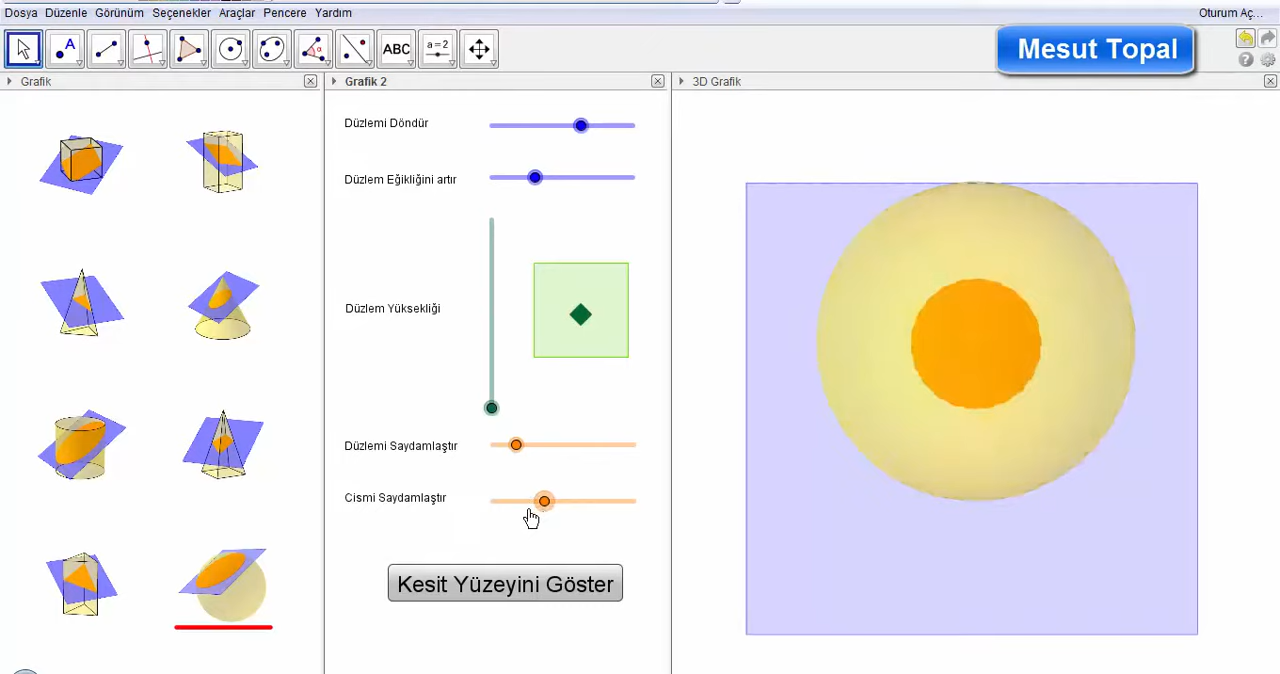 Dosya Düzenle Görünüm Seçenekler Araçlar Pencere Yardım
Oturum Aç...
A
ABC
a=2
Mesut Topal
Grafik
Grafik 2
3D Grafik
Düzlemi Döndür
Düzlem Eğikliğini artır
Düzlem Yüksekliği
Düzlemi Saydamlaştır
Cismi Saydamlaştır
Kesit Yüzeyini Göster